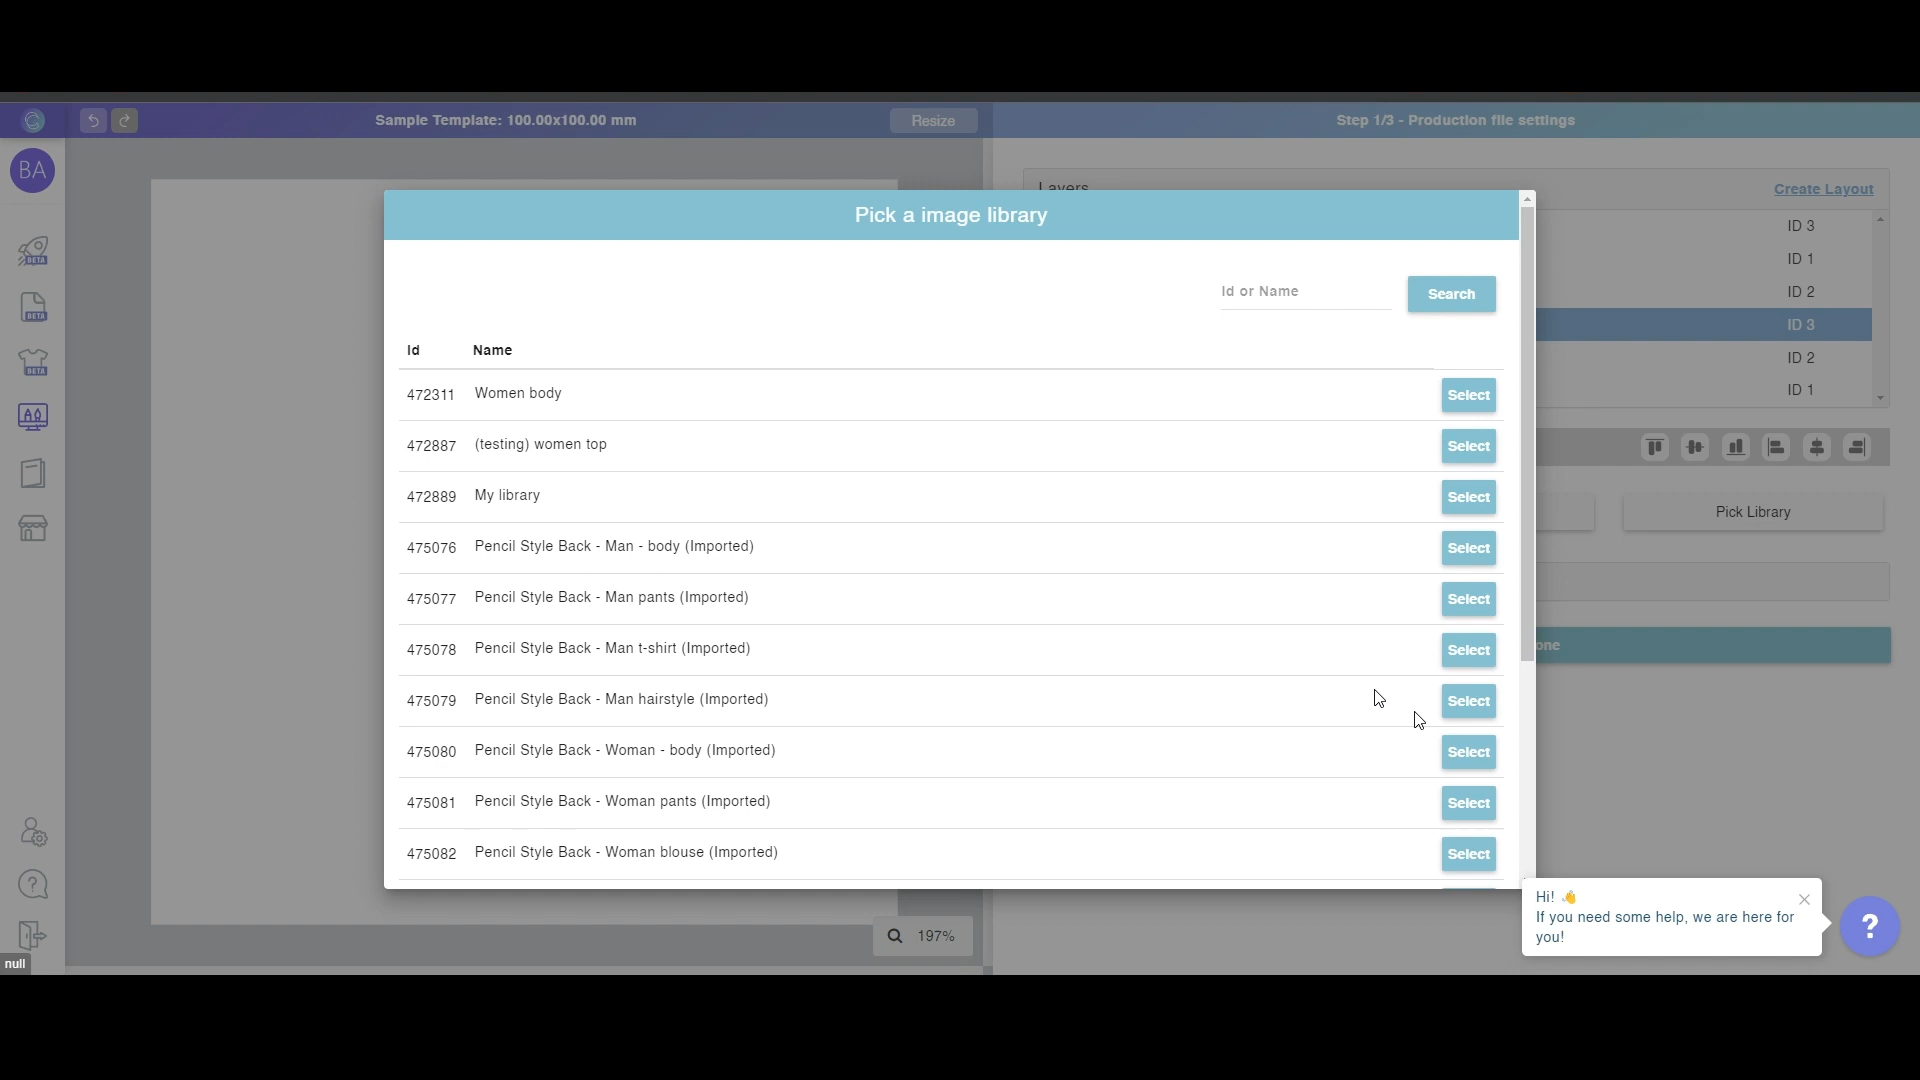 Sample Template: 100.00x100.00 mm
Resize
Step 1/3 - Production file settings
BA
BETA
BETA
BETA
Layers
Create Layout
ID 3
ID 1
ID 2
ID 3
ID 2
ID 1
Pick Library
one
Pick a image library
Id or Name
Search
Id Name
472311 Women body Select
472887 (testing) women top Select
472889 My library Select
475076 Pencil Style Back - Man - body (Imported) Select
475077 Pencil Style Back - Man pants (Imported) Select
475078 Pencil Style Back - Man t-shirt (Imported) Select
475079 Pencil Style Back - Man hairstyle (Imported) Select
475080 Pencil Style Back - Woman - body (Imported) Select
475081 Pencil Style Back - Woman pants (Imported) Select
475082 Pencil Style Back - Woman blouse (Imported) Select
197%
Hi! 👋
If you need some help, we are here for
you!
?
null